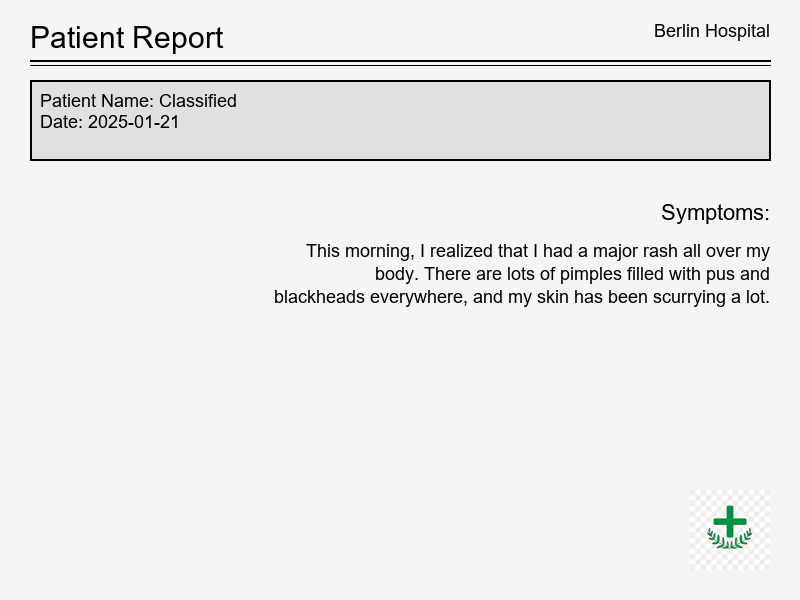 Patient Report
Berlin Hospital
Patient Name: Classified
Date: 2025-01-21
Symptoms:
This morning, I realized that I had a major rash all over my
body. There are lots of pimples filled with pus and
blackheads everywhere, and my skin has been scurrying a lot.